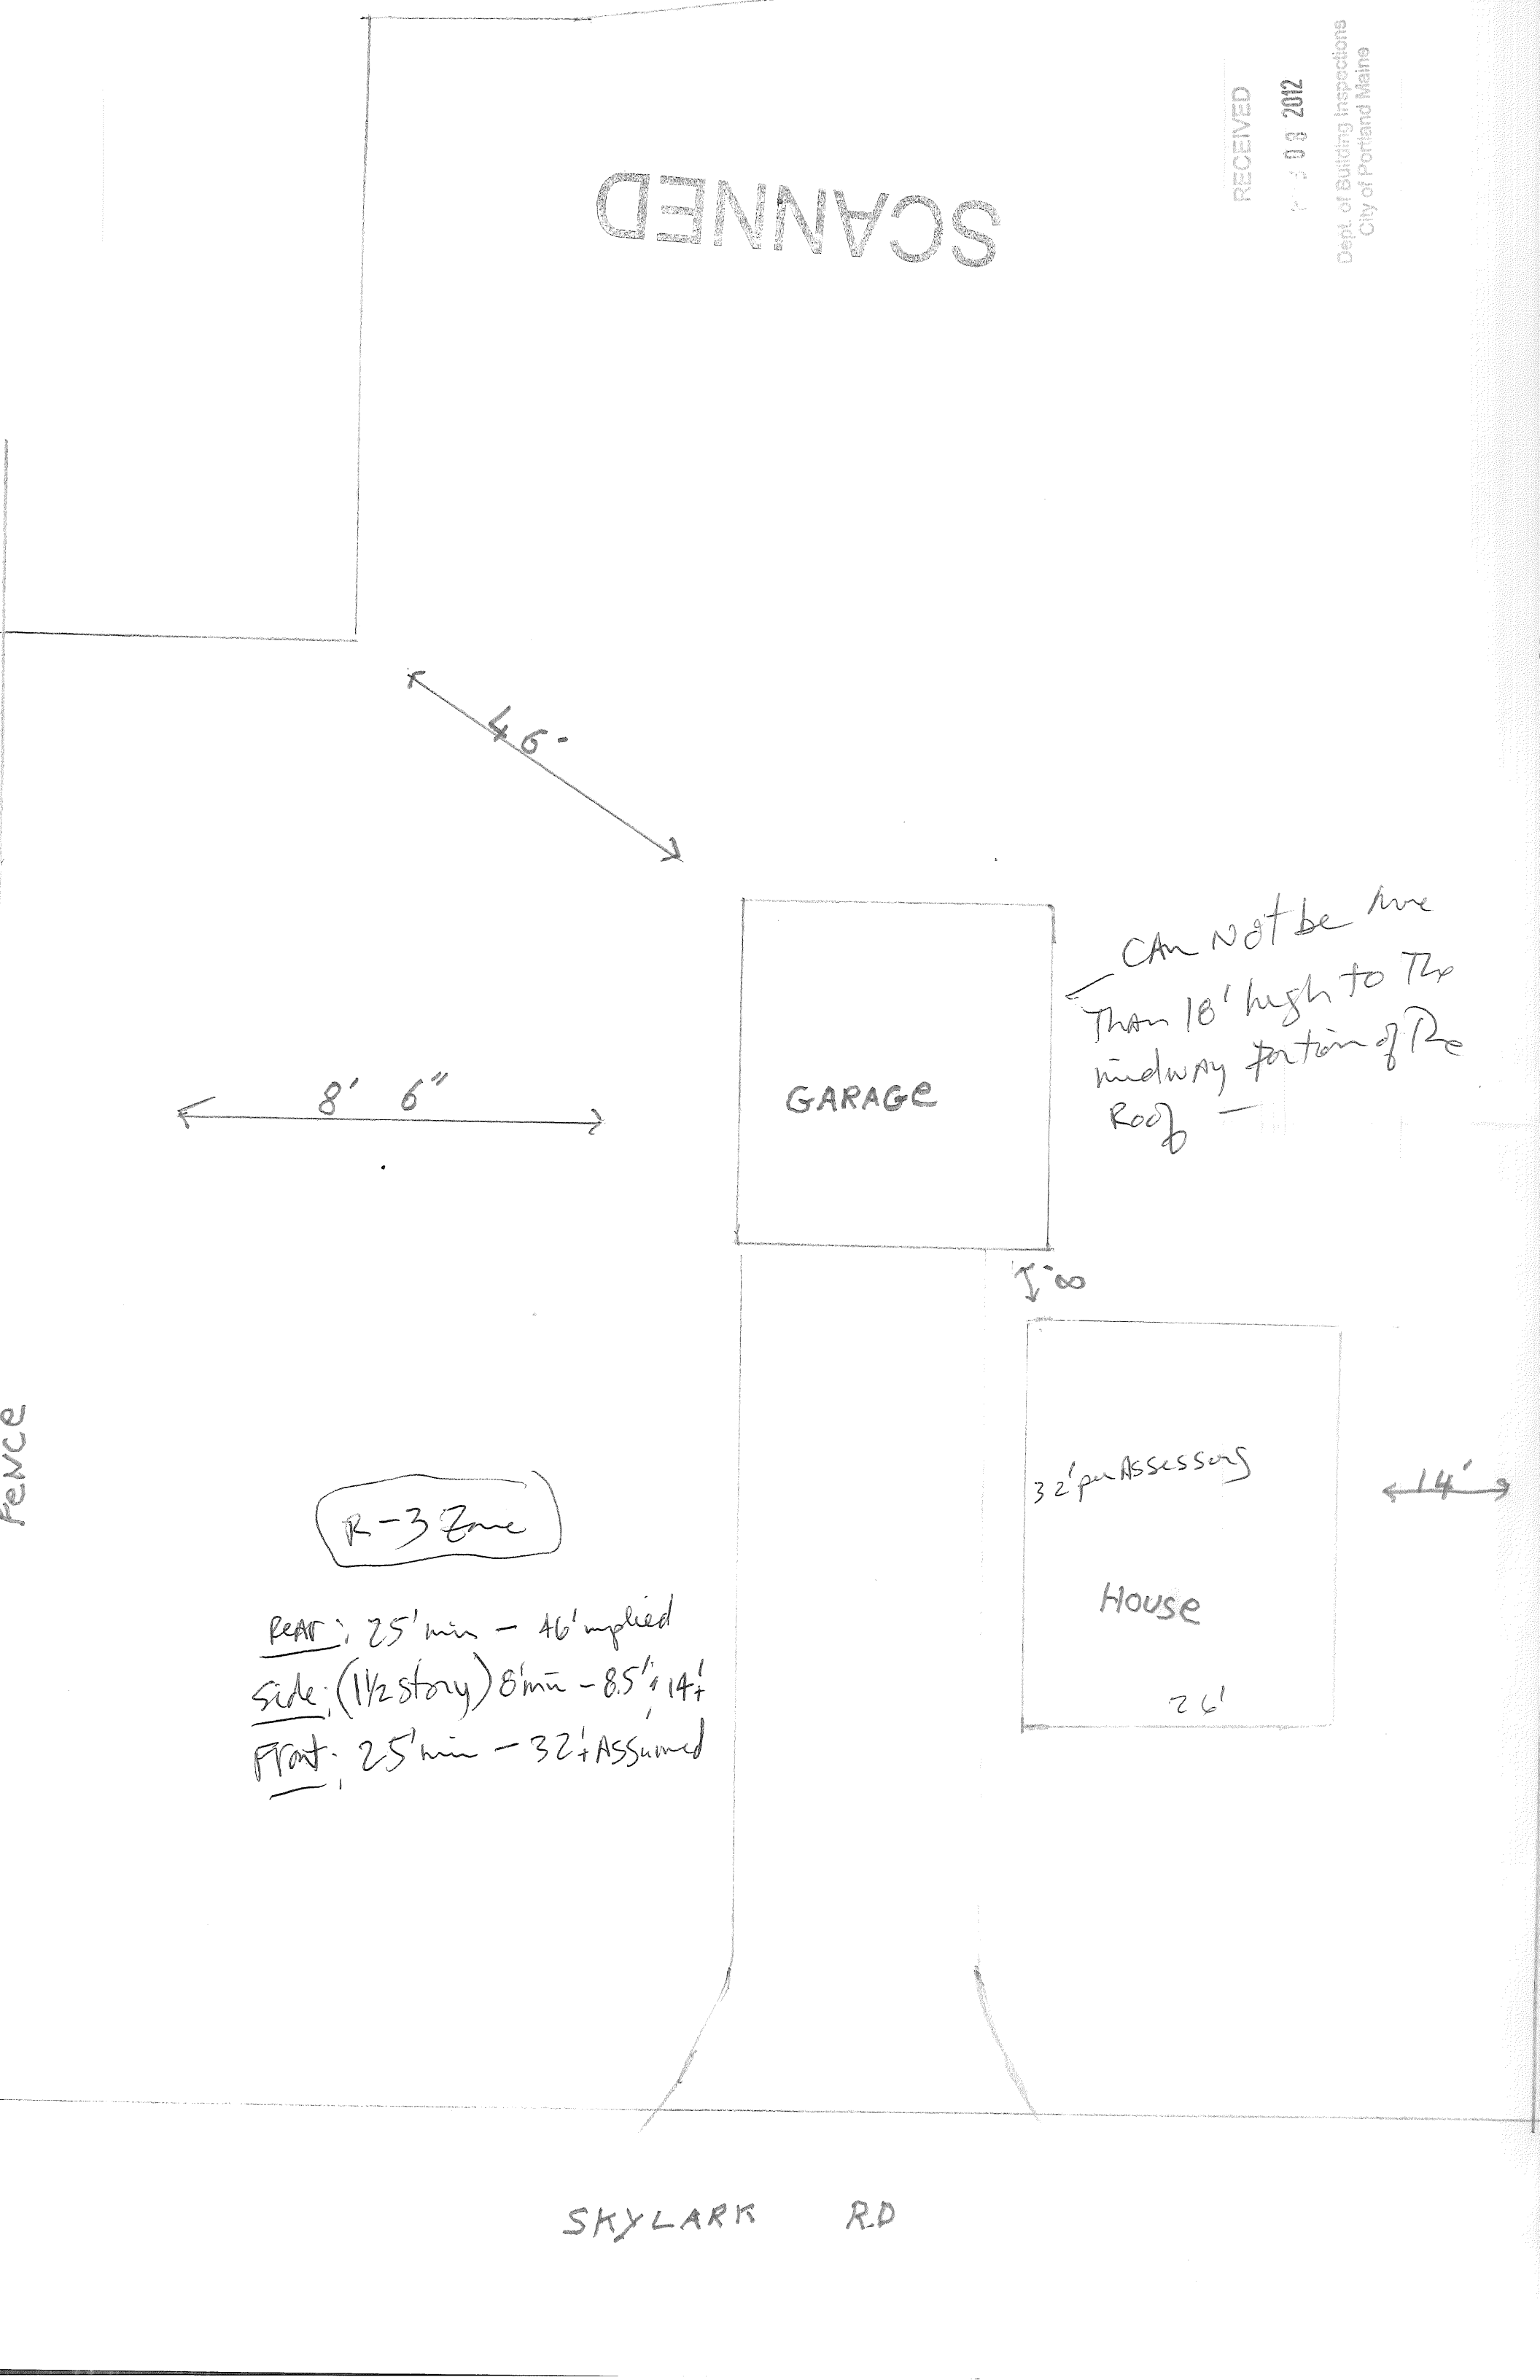 SCANNED
RECEIVED
09 2012
Dept. of Building Inspections
City of Portland Maine
46'
CAN NOT be more
Than 18' high to The
midway portion of The
Roof —
8' 6"
GARAGE
8'
FENCE
32' per Assessors
14'
House
26'
R-3 Zone
Rear: 25' min - 46' implied
Side: (1 1/2 story) 8' min - 8.5' & 14'±
Front: 25' min - 32'± Assumed
SKYLARK RD